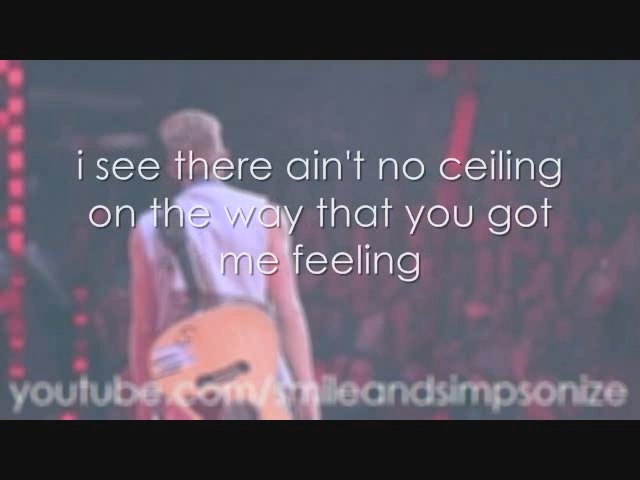 i see there ain't no ceiling
on the way that you got
me feeling
youtube.com/smileandsimpsonize